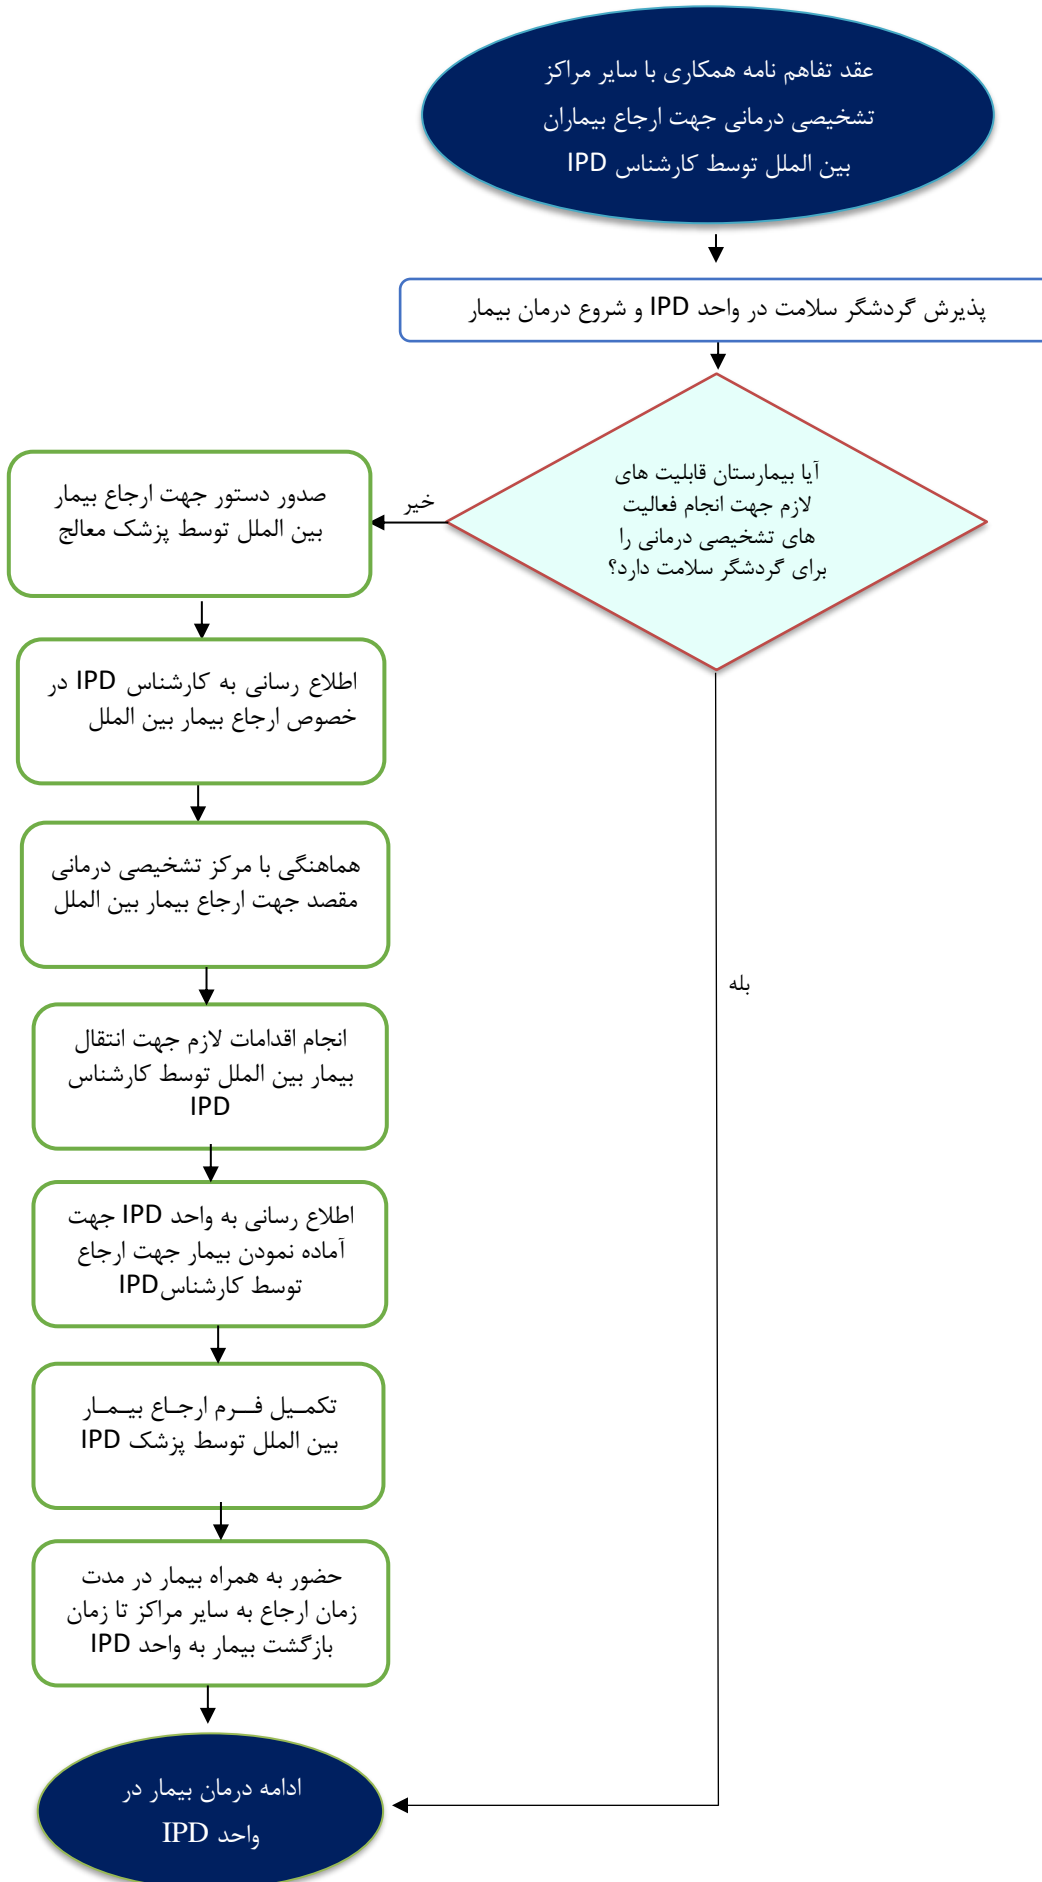 عقد تفاهم نامه همکاری با سایر مراکز
تشخیصی درمانی جهت ارجاع بیماران
بین الملل توسط کارشناس IPD
پذیرش گردشگر سلامت در واحد IPD و شروع درمان بیمار
آیا بیمارستان قابلیت های
لازم جهت انجام فعالیت
های تشخیصی درمانی را
برای گردشگر سلامت دارد؟
خیر
صدور دستور جهت ارجاع بیمار
بین الملل توسط پزشک معالج
اطلاع رسانی به کارشناس IPD در
خصوص ارجاع بیمار بین الملل
هماهنگی با مرکز تشخیصی درمانی
مقصد جهت ارجاع بیمار بین الملل
بله
انجام اقدامات لازم جهت انتقال
بیمار بین الملل توسط کارشناس
IPD
اطلاع رسانی به واحد IPD جهت
آماده نمودن بیمار جهت ارجاع
توسط کارشناسIPD
تکمـیل فـــرم ارجـاع بیـمـار
بین الملل توسط پزشک IPD
حضور به همراه بیمار در مدت
زمان ارجاع به سایر مراکز تا زمان
بازگشت بیمار به واحد IPD
ادامه درمان بیمار در
واحد IPD